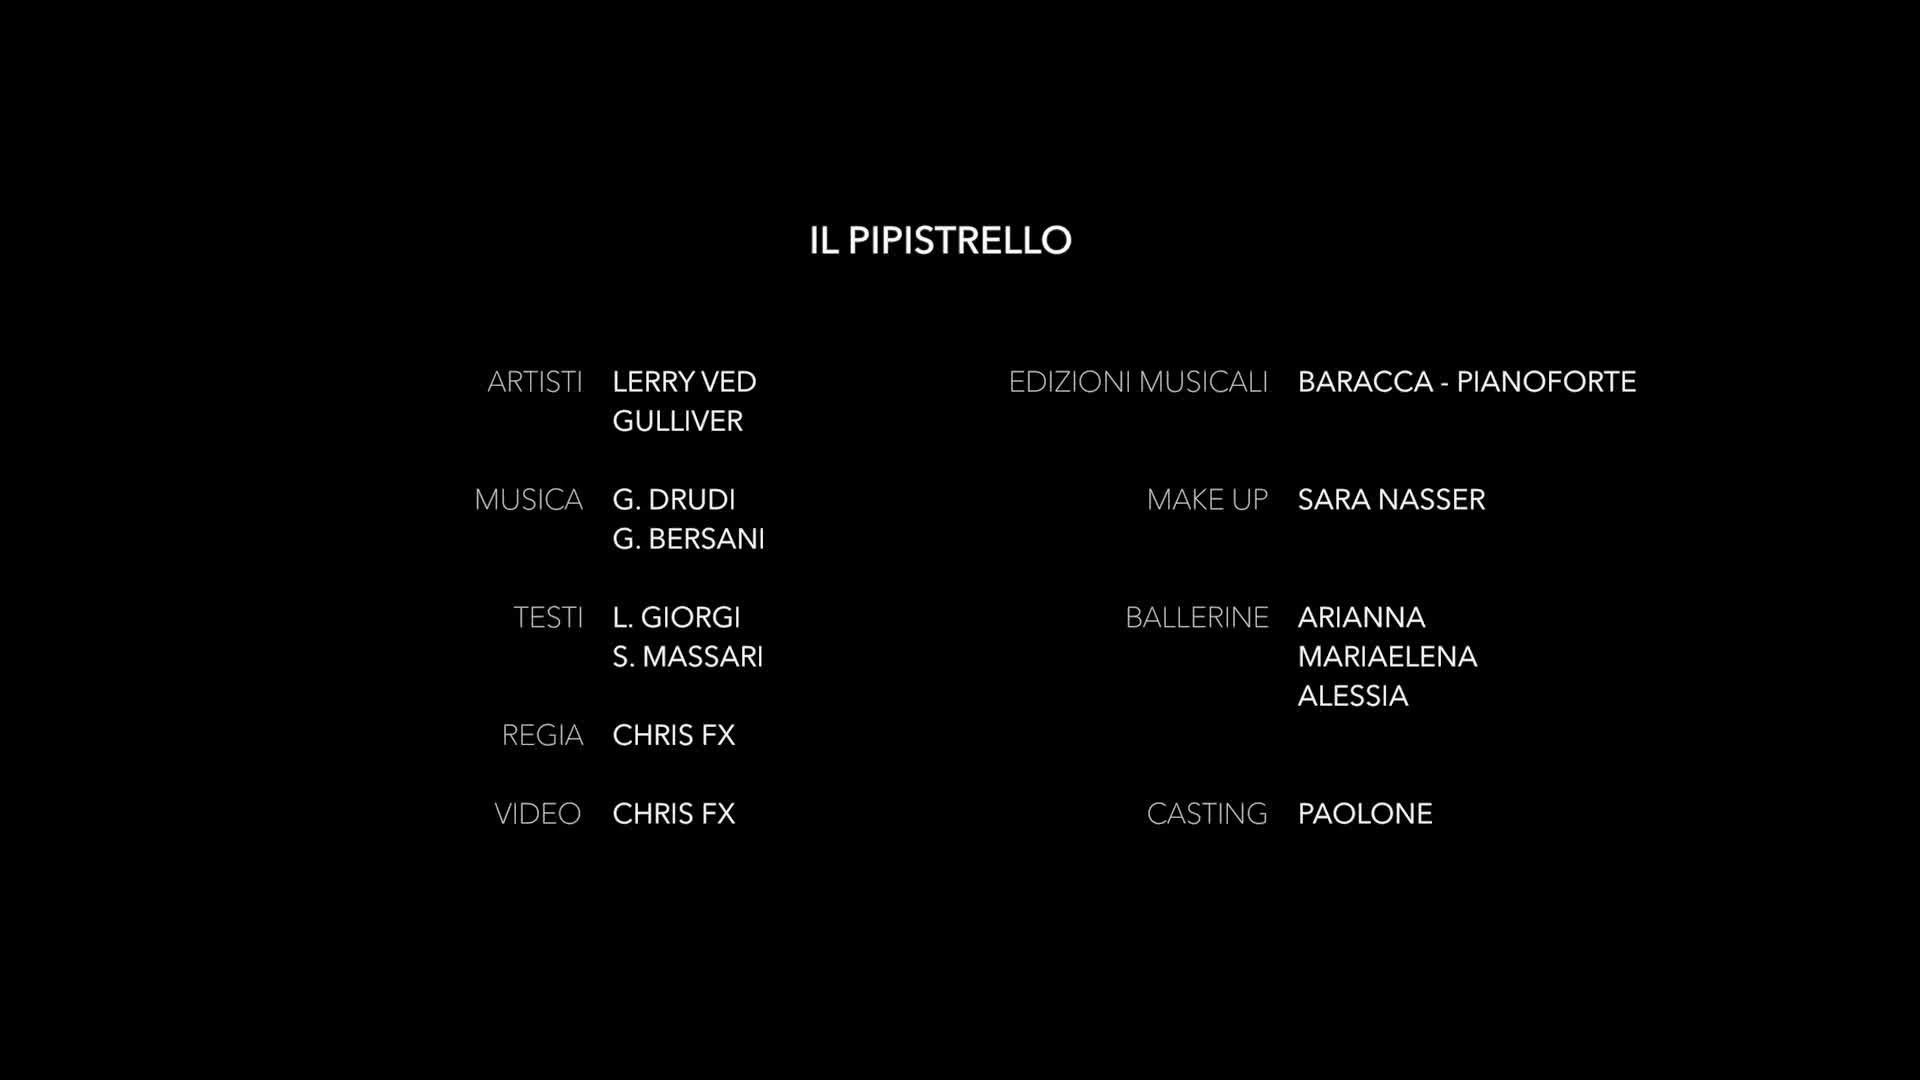 IL PIPISTRELLO
ARTISTI LERRY VED
GULLIVER
MUSICA G. DRUDI
G. BERSANI
TESTI L. GIORGI
S. MASSARI
REGIA CHRIS FX
VIDEO CHRIS FX
EDIZIONI MUSICALI BARACCA - PIANOFORTE
MAKE UP SARA NASSER
BALLERINE ARIANNA
MARIAELENA
ALESSIA
CASTING PAOLONE